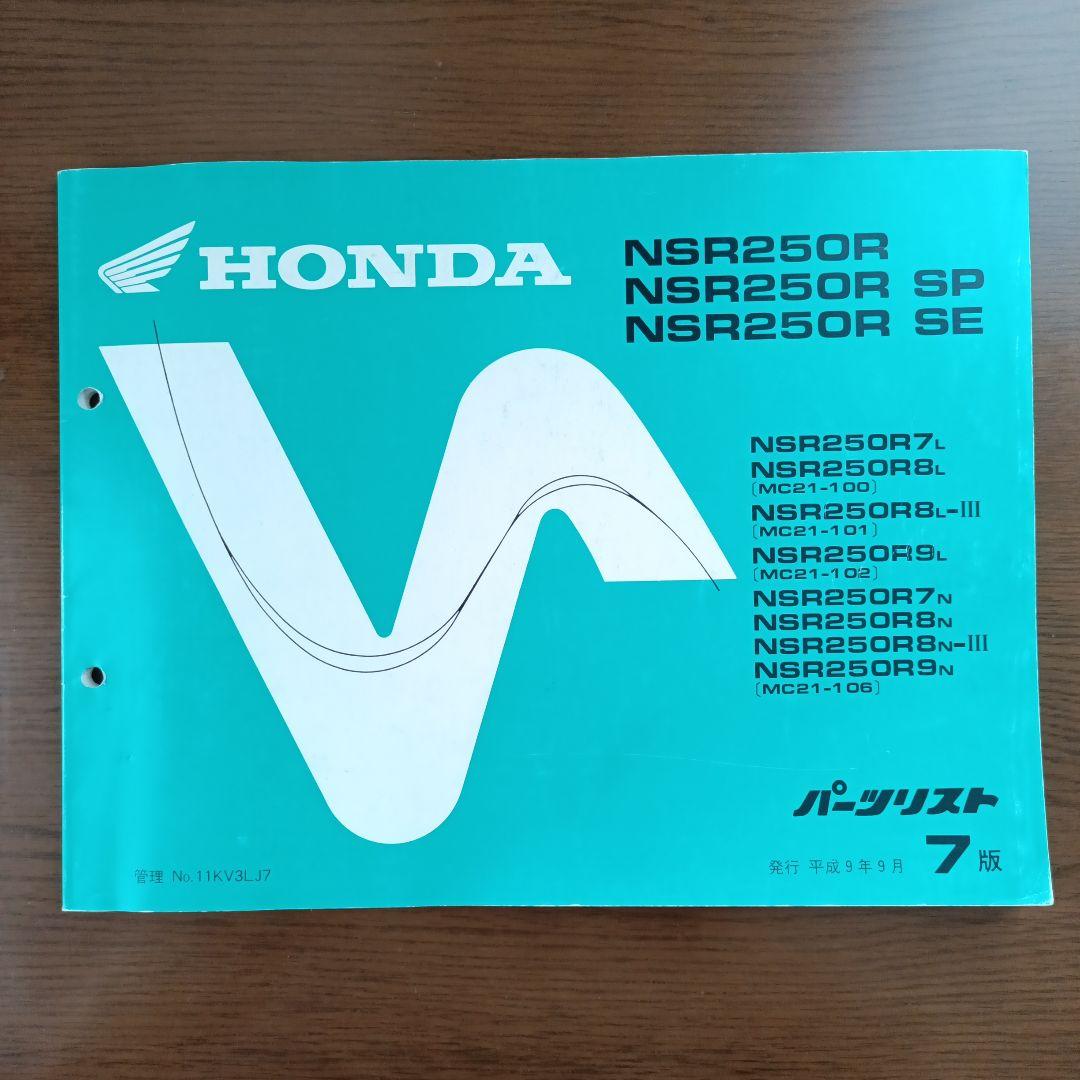 HONDA
NSR250R
NSR250R SP
NSR250R SE
NSR250R7L
NSR250R8L
〔MC21-100〕
NSR250R8L-III
〔MC21-101〕
NSR250R9L
〔MC21-102〕
NSR250R7N
NSR250R8N
NSR250R8N-III
NSR250R9N
〔MC21-106〕
パーツリスト
管理 No.11KV3LJ7
発行 平成9年9月 7版